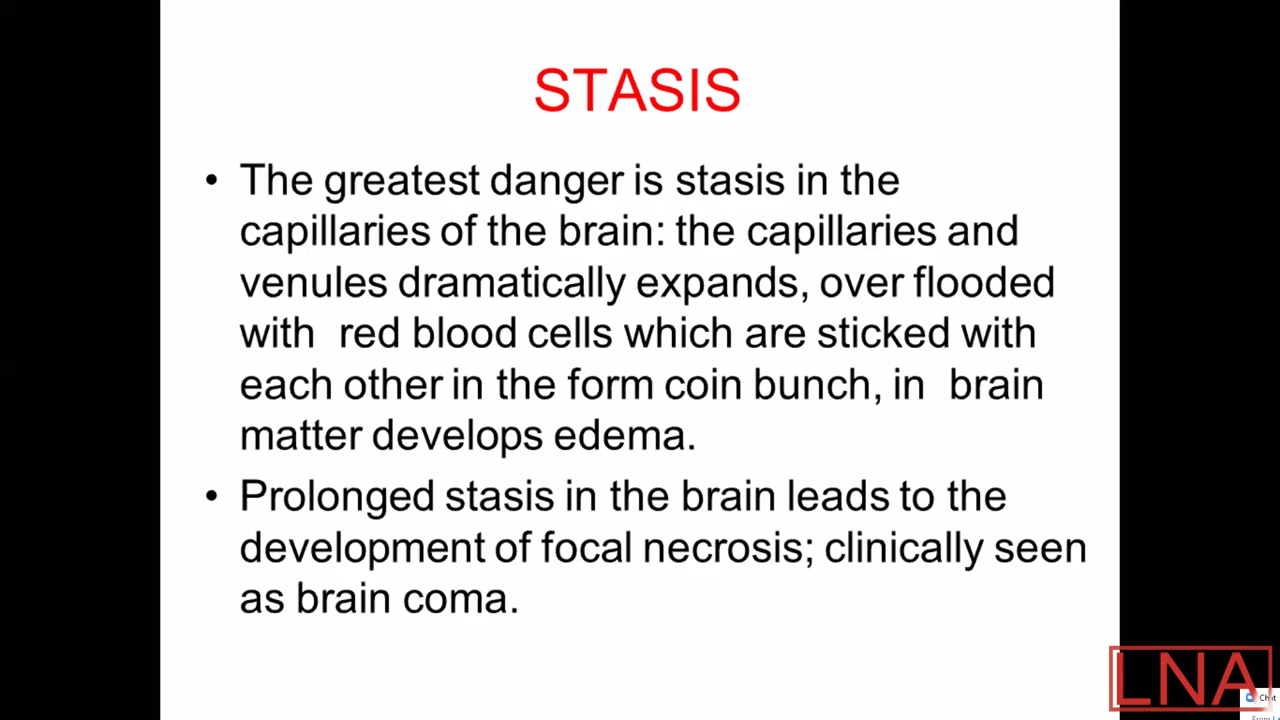 STASIS
• The greatest danger is stasis in the
capillaries of the brain: the capillaries and
venules dramatically expands, over flooded
with  red blood cells which are sticked with
each other in the form coin bunch, in  brain
matter develops edema.
• Prolonged stasis in the brain leads to the
development of focal necrosis; clinically seen
as brain coma.
LNA
Chat